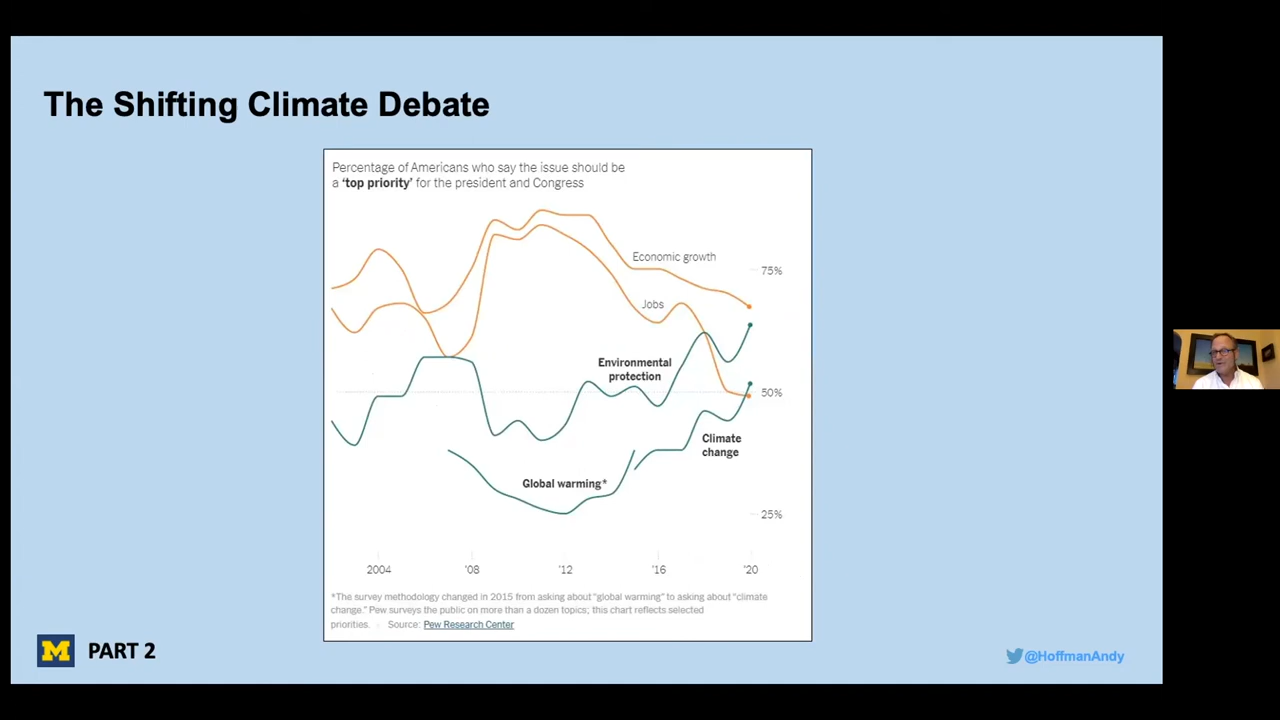 The Shifting Climate Debate
Percentage of Americans who say the issue should be
a ‘top priority’ for the president and Congress
Economic growth
75%
Jobs
Environmental
protection
50%
Climate
change
Global warming*
25%
2004
'08
'12
'16
'20
*The survey methodology changed in 2015 from asking about “global warming” to asking about “climate
change.” Pew surveys the public on more than a dozen topics; this chart reflects selected
priorities. Source: Pew Research Center
M PART 2
@HoffmanAndy